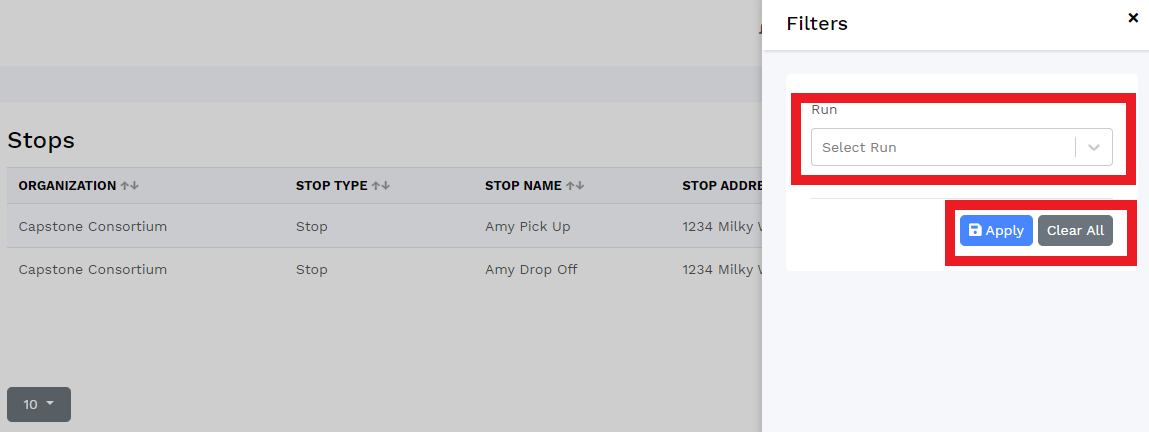 Filters
×
Run
Select Run
Apply Clear All
Stops
ORGANIZATION STOP TYPE STOP NAME STOP ADDRE
Capstone Consortium Stop Amy Pick Up 1234 Milky
Capstone Consortium Stop Amy Drop Off 1234 Milky
10